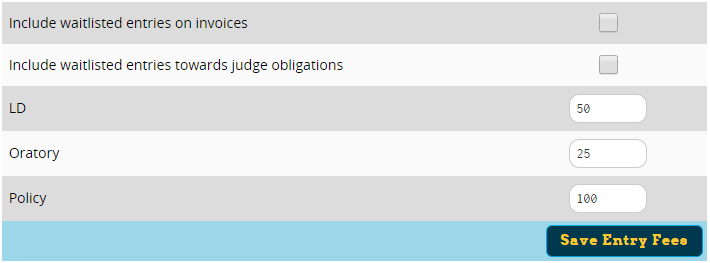 Include waitlisted entries on invoices
Include waitlisted entries towards judge obligations
LD 50
Oratory 25
Policy 100
Save Entry Fees